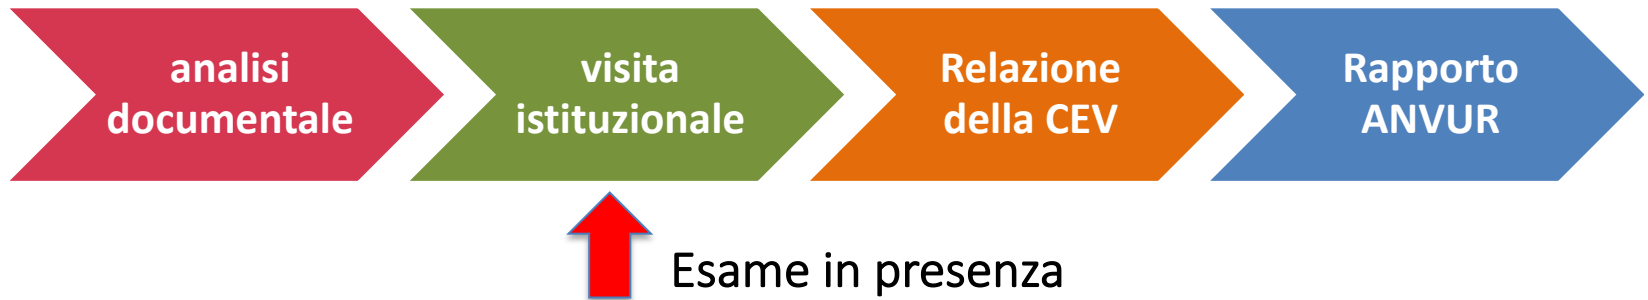 analisi
documentale
visita
istituzionale
Relazione
della CEV
Rapporto
ANVUR
Esame in presenza